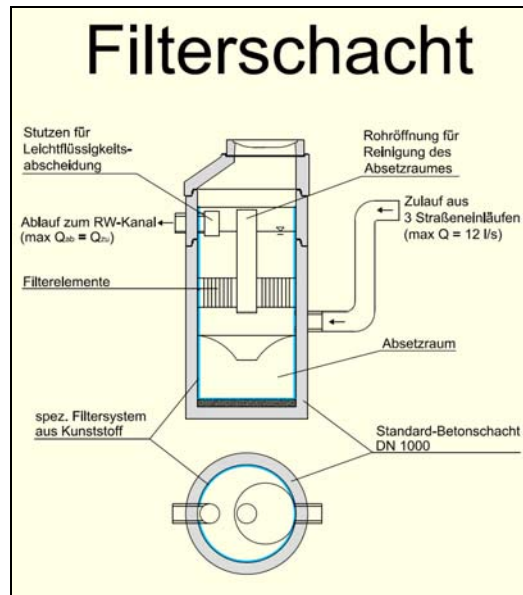 Filterschacht
Stutzen für
Leichtflüssigkeits-
abscheidung
Rohröffnung für
Reinigung des
Absetzraumes
Ablauf zum RW-Kanal
(max Qab = Qzu)
Zulauf aus
3 Straßeneinläufen
(max Q = 12 l/s)
Filterelemente
Absetzraum
spez. Filtersystem
aus Kunststoff
Standard-Betonschacht
DN 1000